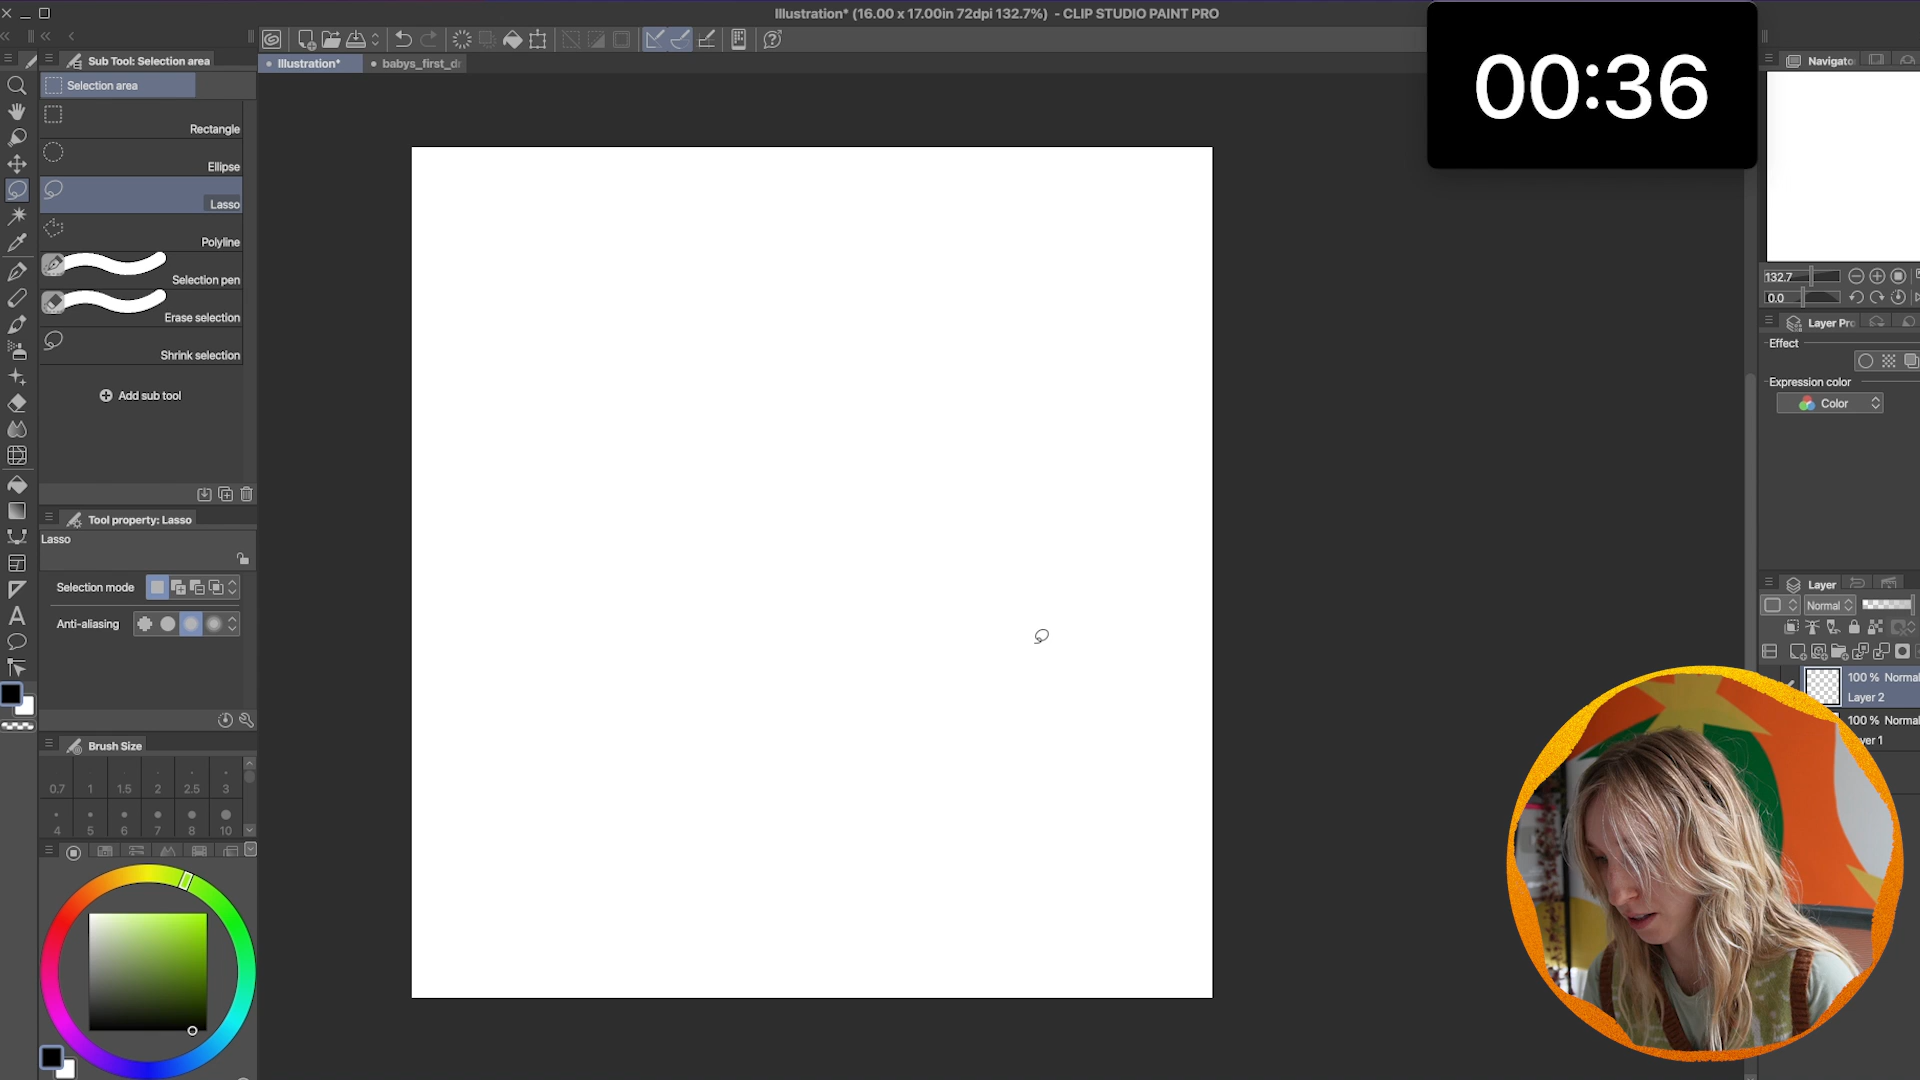 Illustration* (16.00 x 17.00in 72dpi 132.7%) - CLIP STUDIO PAINT PRO
00:36
Sub Tool: Selection area
Illustration*
babys_first_dr
Navigator
Selection area
Rectangle
Ellipse
Lasso
Polyline
Selection pen
Erase selection
Shrink selection
Add sub tool
132.7
0.0
Layer Pro
Effect
Expression color
Color
Tool property: Lasso
Lasso
Selection mode
Anti-aliasing
Layer
Normal
100 % Normal
Layer 2
100 % Normal
yer 1
Brush Size
0.7 1 1.5 2 2.5 3
4 5 6 7 8 10